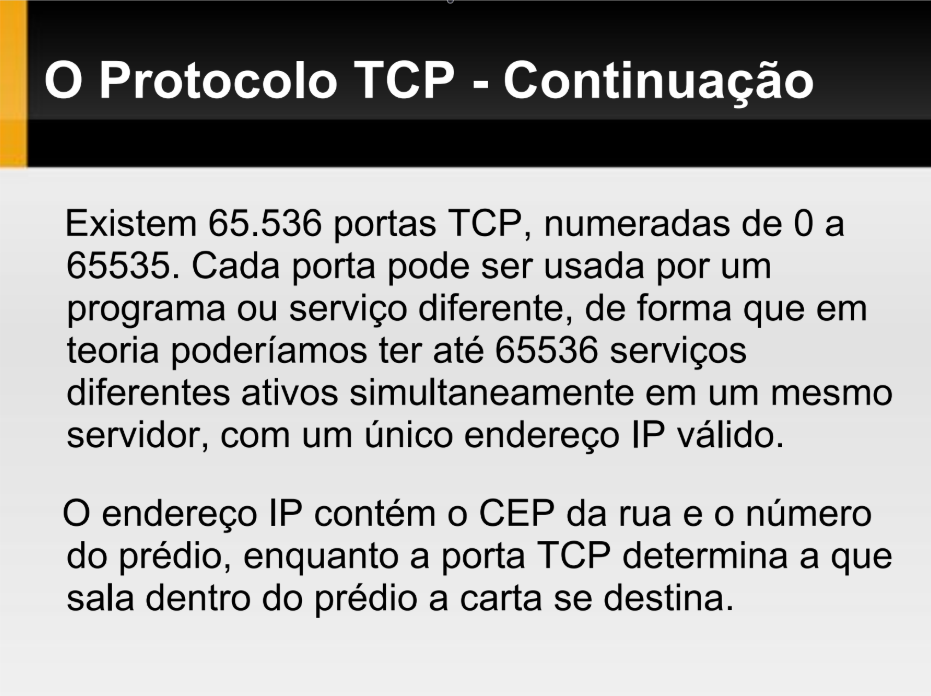 O Protocolo TCP - Continuação
Existem 65.536 portas TCP, numeradas de 0 a
65535. Cada porta pode ser usada por um
programa ou serviço diferente, de forma que em
teoria poderíamos ter até 65536 serviços
diferentes ativos simultaneamente em um mesmo
servidor, com um único endereço IP válido.
O endereço IP contém o CEP da rua e o número
do prédio, enquanto a porta TCP determina a que
sala dentro do prédio a carta se destina.